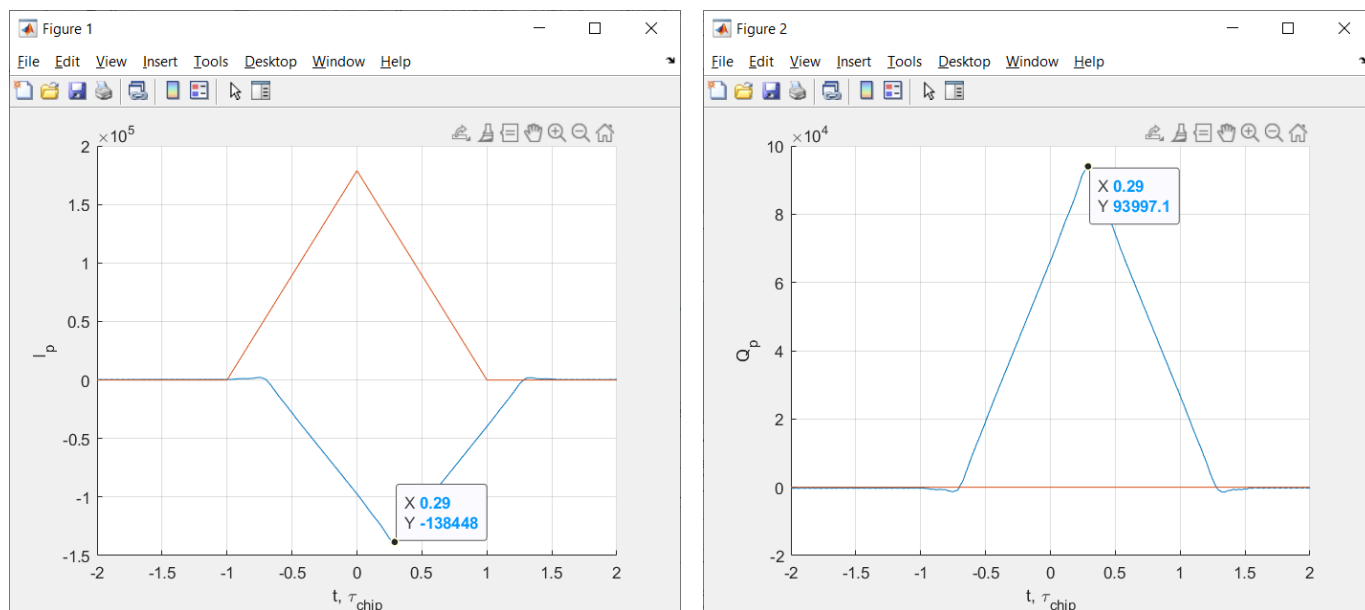 Figure 1
File Edit View Insert Tools Desktop Window Help
×10^5
2
1.5
1
0.5
0
-0.5
-1
-1.5
I_p
X 0.29
Y -138448
-2 -1.5 -1 -0.5 0 0.5 1 1.5 2
t, τ_chip
Figure 2
File Edit View Insert Tools Desktop Window Help
×10^4
10
8
6
4
2
0
-2
Q_p
X 0.29
Y 93997.1
-2 -1.5 -1 -0.5 0 0.5 1 1.5 2
t, τ_chip